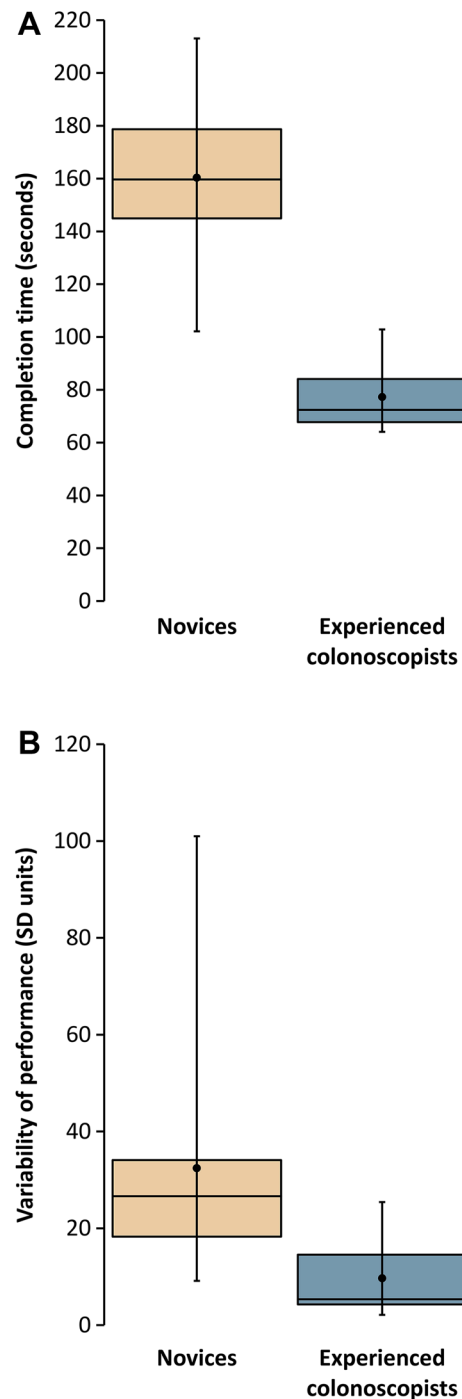 A
220
220
180
160
140
120
100
80
60
40
20
0
Completion time (seconds)
Novices
Experienced
colonoscopists
B
120
100
80
60
40
20
0
Variability of performance (SD units)
Novices
Experienced
colonoscopists